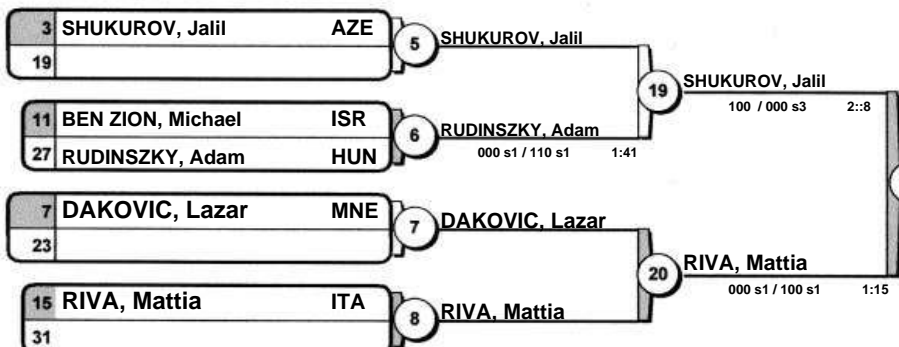 3 SHUKUROV, Jalil AZE
19
5 SHUKUROV, Jalil
11 BEN ZION, Michael ISR
27 RUDINSZKY, Adam HUN
6 RUDINSZKY, Adam
000 s1 / 110 s1 1:41
19 SHUKUROV, Jalil
100 / 000 s3 2::8
7 DAKOVIC, Lazar MNE
23
7 DAKOVIC, Lazar
15 RIVA, Mattia ITA
31
8 RIVA, Mattia
20 RIVA, Mattia
000 s1 / 100 s1 1:15